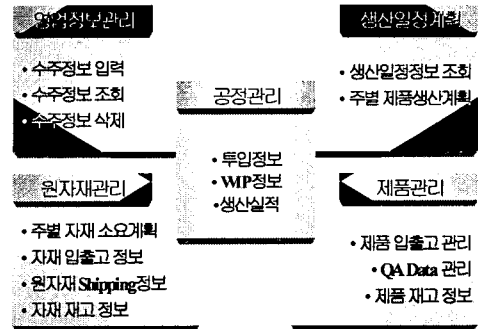 영업정보관리
• 수주정보 입력
• 수주정보 조회
• 수주정보 삭제
생산일정계획
• 생산일정정보 조회
• 주별 제품생산계획
공정관리
• 투입정보
• WIP정보
•생산실적
원자재관리
• 주별 자재 소요계획
• 자재 입출고 정보
• 원자재 Shipping정보
• 자재 재고 정보
제품관리
• 제품 입출고 관리
• QA Data 관리
• 제품 재고 정보